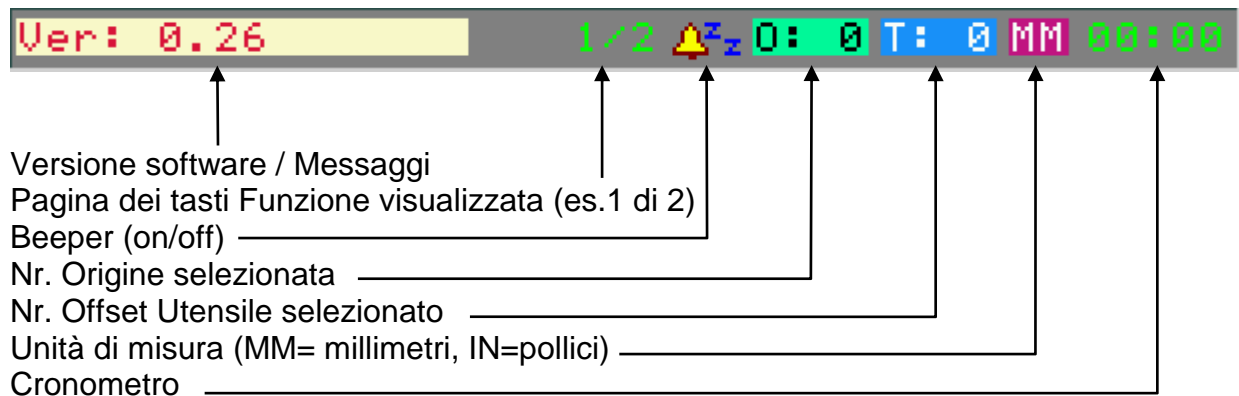 Ver: 0.26 1/2 zz O: 0 T: 0 MM 00:00
Versione software / Messaggi
Pagina dei tasti Funzione visualizzata (es.1 di 2)
Beeper (on/off)
Nr. Origine selezionata
Nr. Offset Utensile selezionato
Unità di misura (MM= millimetri, IN=pollici)
Cronometro